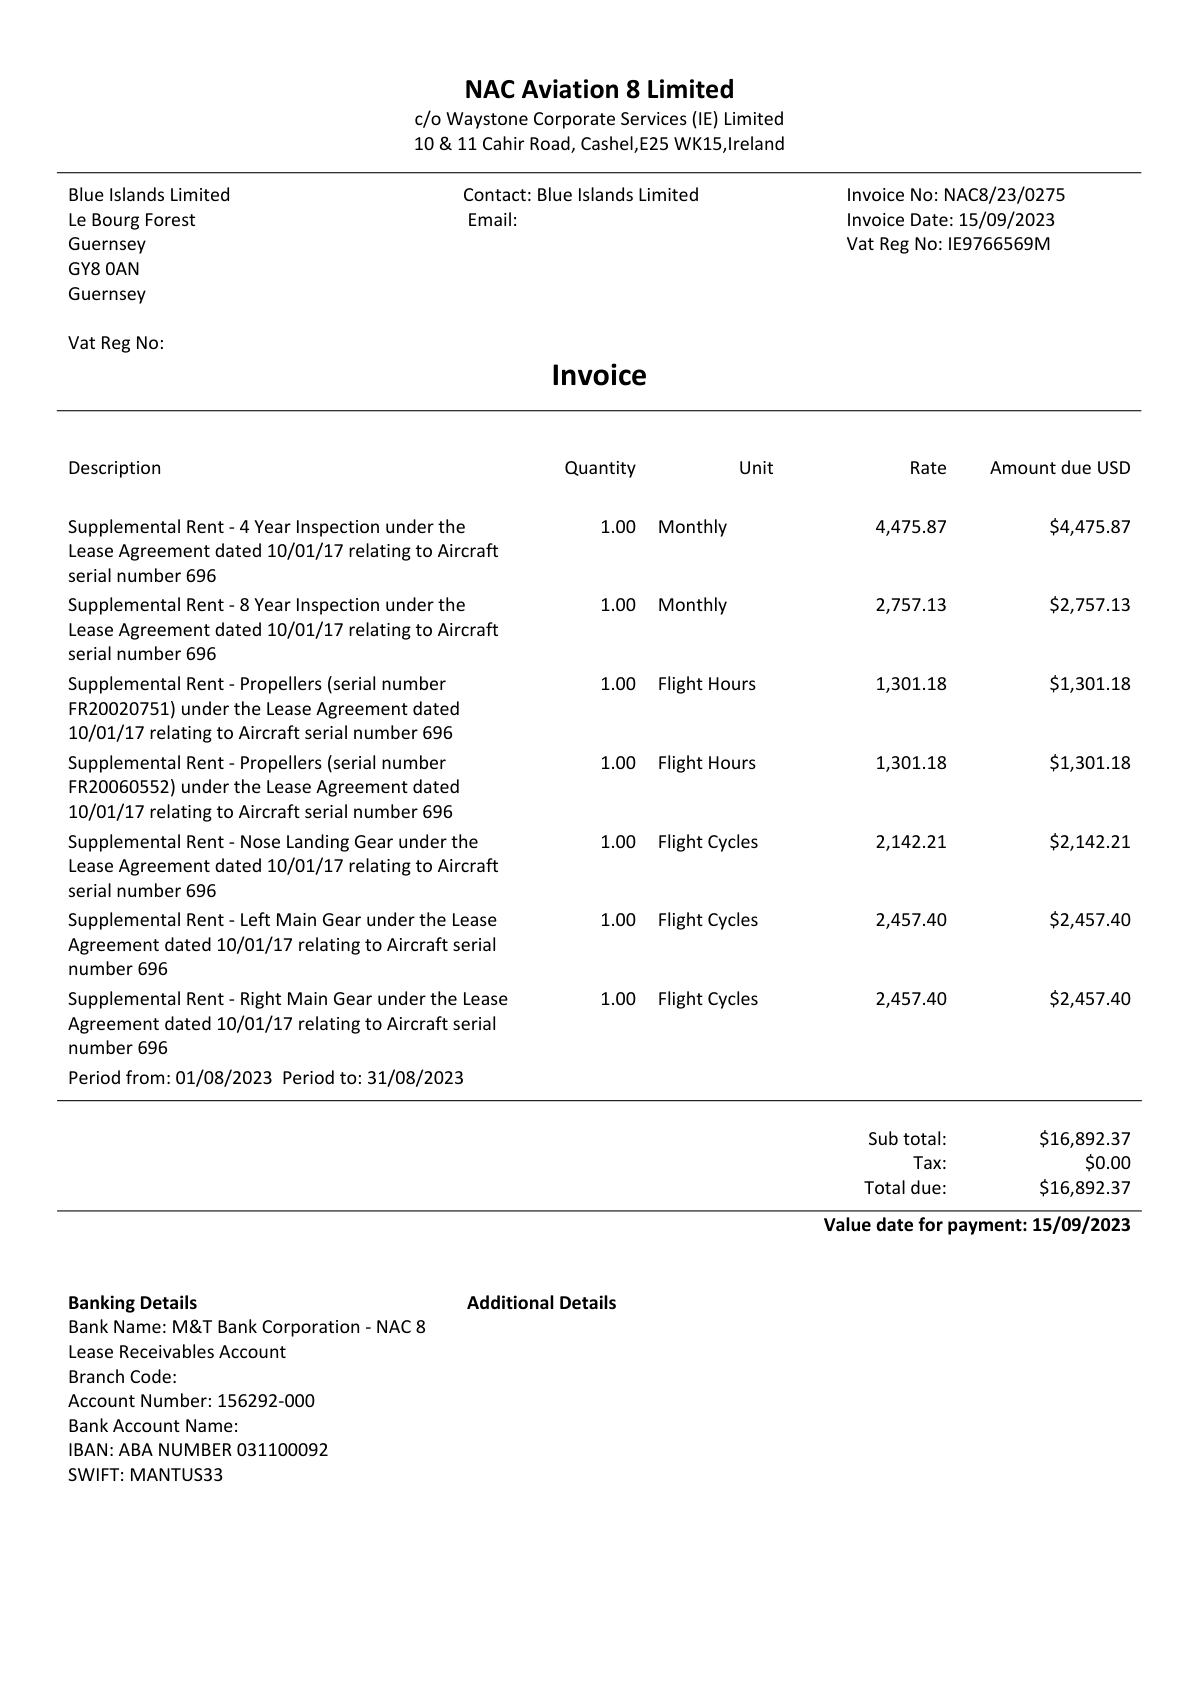 NAC Aviation 8 Limited
c/o Waystone Corporate Services (IE) Limited
10 & 11 Cahir Road, Cashel,E25 WK15,Ireland
Blue Islands Limited
Le Bourg Forest
Guernsey
GY8 0AN
Guernsey
Vat Reg No:
Contact: Blue Islands Limited
Email:
Invoice No: NAC8/23/0275
Invoice Date: 15/09/2023
Vat Reg No: IE9766569M
Invoice
Description Quantity Unit Rate Amount due USD
Supplemental Rent - 4 Year Inspection under the 1.00 Monthly 4,475.87 $4,475.87
Lease Agreement dated 10/01/17 relating to Aircraft
serial number 696
Supplemental Rent - 8 Year Inspection under the 1.00 Monthly 2,757.13 $2,757.13
Lease Agreement dated 10/01/17 relating to Aircraft
serial number 696
Supplemental Rent - Propellers (serial number 1.00 Flight Hours 1,301.18 $1,301.18
FR20020751) under the Lease Agreement dated
10/01/17 relating to Aircraft serial number 696
Supplemental Rent - Propellers (serial number 1.00 Flight Hours 1,301.18 $1,301.18
FR20060552) under the Lease Agreement dated
10/01/17 relating to Aircraft serial number 696
Supplemental Rent - Nose Landing Gear under the 1.00 Flight Cycles 2,142.21 $2,142.21
Lease Agreement dated 10/01/17 relating to Aircraft
serial number 696
Supplemental Rent - Left Main Gear under the Lease 1.00 Flight Cycles 2,457.40 $2,457.40
Agreement dated 10/01/17 relating to Aircraft serial
number 696
Supplemental Rent - Right Main Gear under the Lease 1.00 Flight Cycles 2,457.40 $2,457.40
Agreement dated 10/01/17 relating to Aircraft serial
number 696
Period from: 01/08/2023 Period to: 31/08/2023
Sub total: $16,892.37
Tax: $0.00
Total due: $16,892.37
Value date for payment: 15/09/2023
Banking Details
Bank Name: M&T Bank Corporation - NAC 8
Lease Receivables Account
Branch Code:
Account Number: 156292-000
Bank Account Name:
IBAN: ABA NUMBER 031100092
SWIFT: MANTUS33
Additional Details